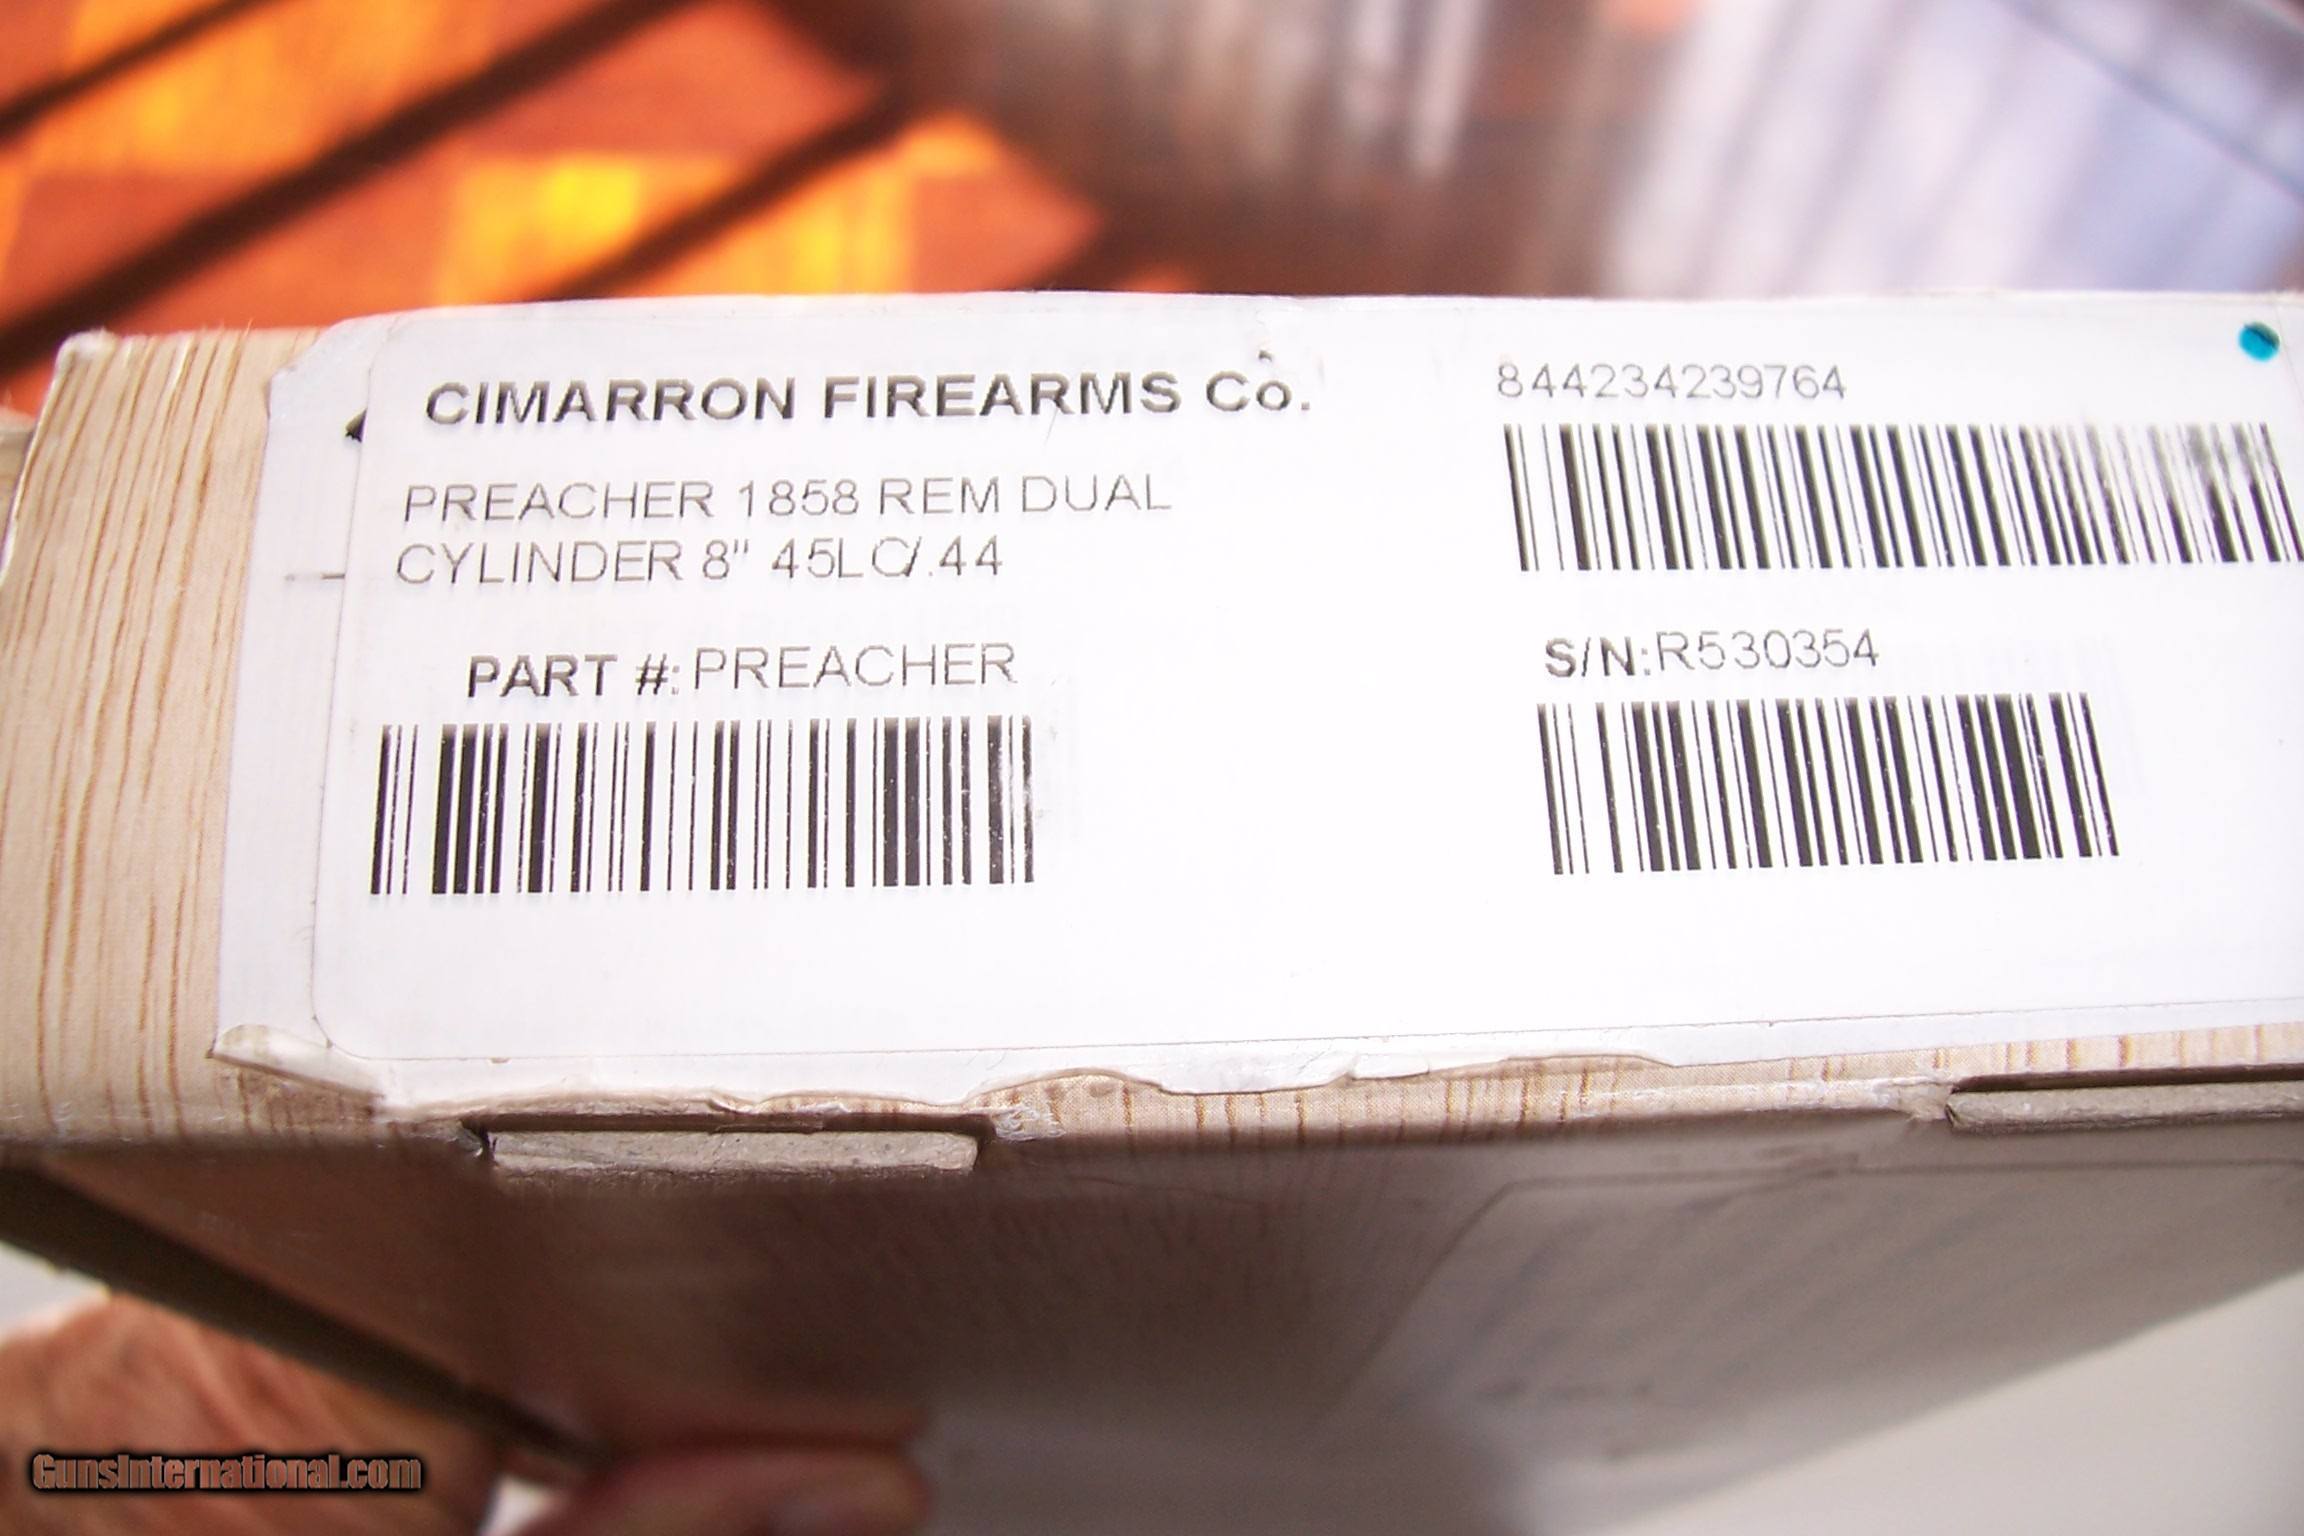 CIMARRON FIREARMS Co.
PREACHER 1858 REM DUAL
CYLINDER 8" 45LC/.44
PART #:PREACHER
844234239764
S/N:R530354
GunsInternational.com